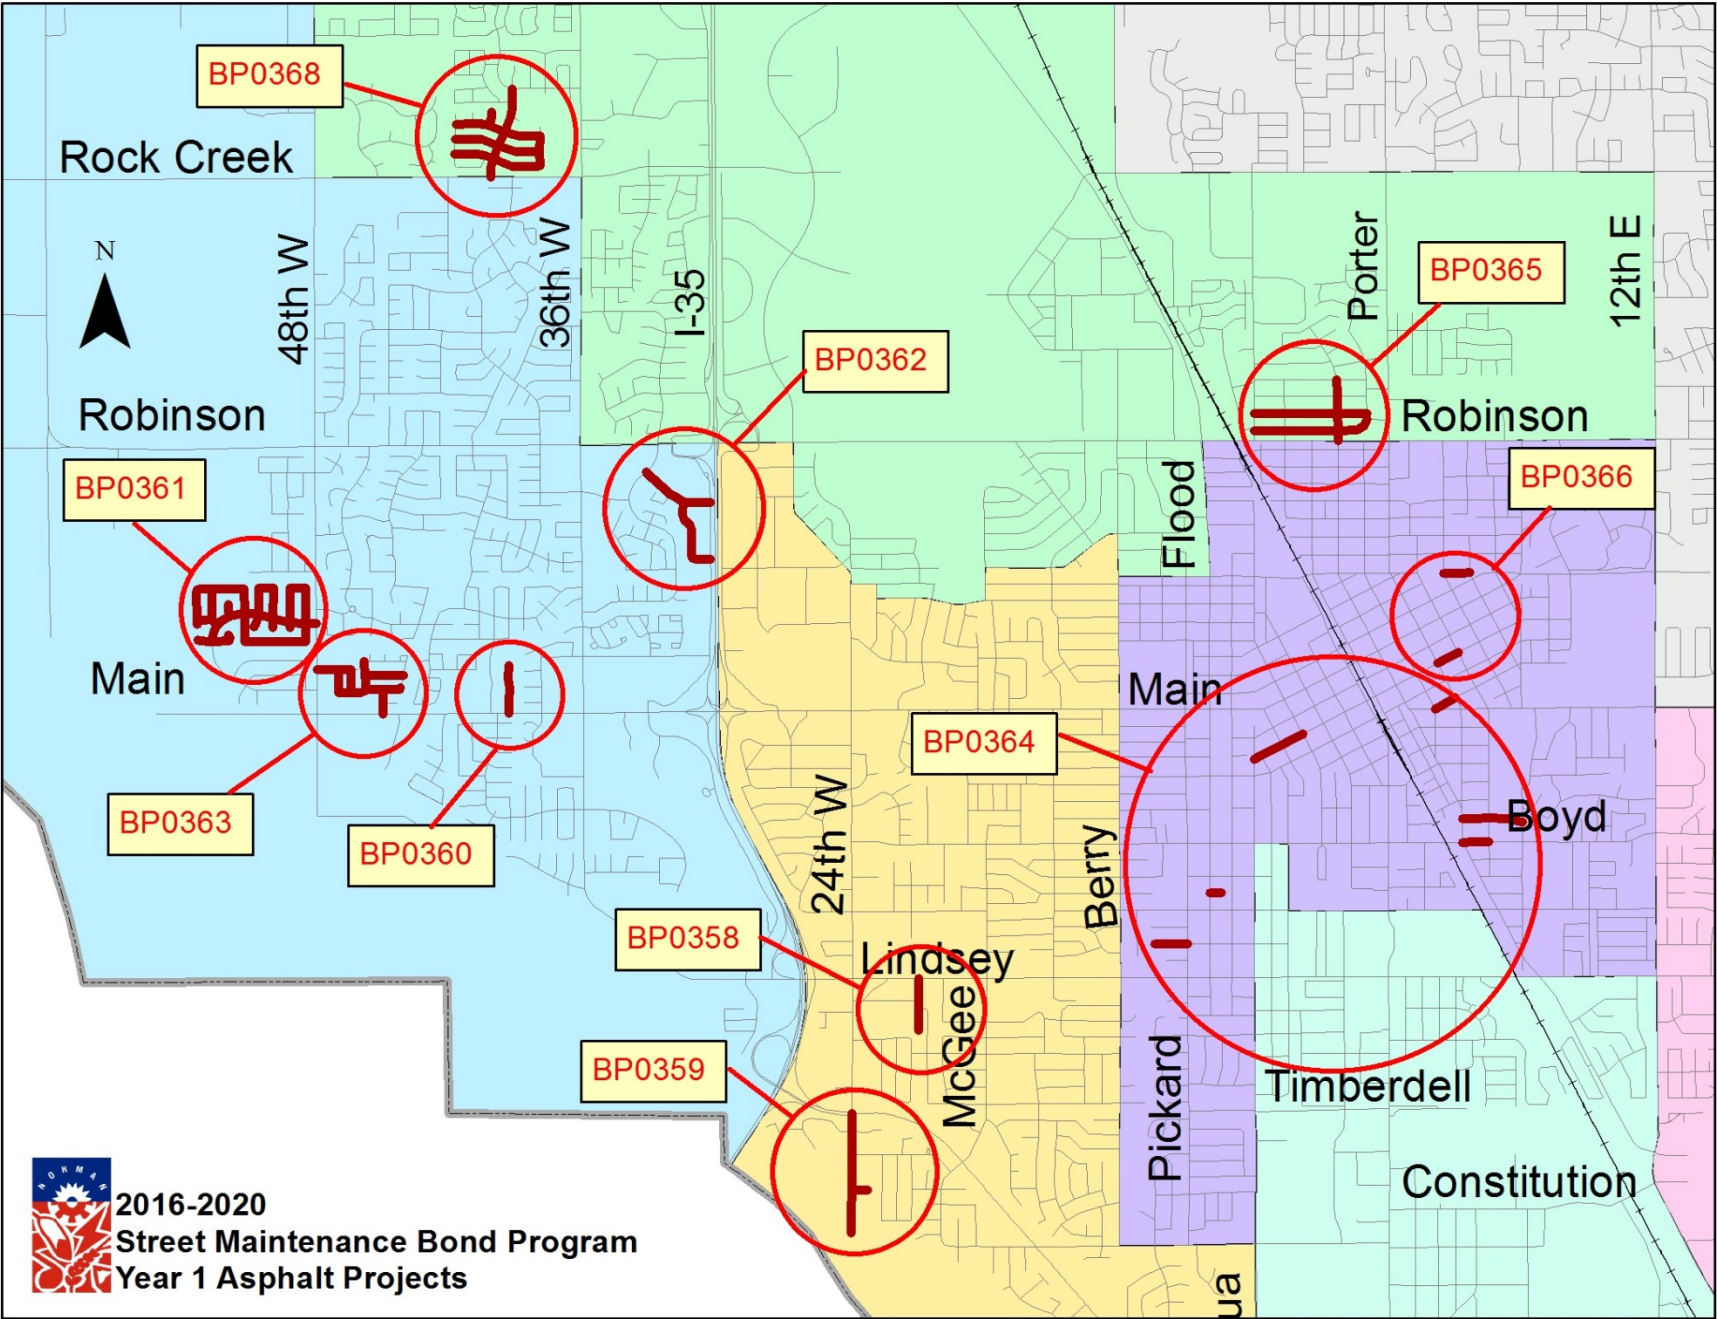 BP0368
Rock Creek
N
48th W
36th W
I-35
Porter
12th E
BP0365
BP0362
Robinson
Robinson
BP0361
Flood
BP0366
Main
Main
BP0364
BP0363
BP0360
24th W
Berry
Boyd
BP0358
Lindsey
McGee
BP0359
Pickard
Timberdell
Constitution
ua
NORMAN
2016-2020
Street Maintenance Bond Program
Year 1 Asphalt Projects